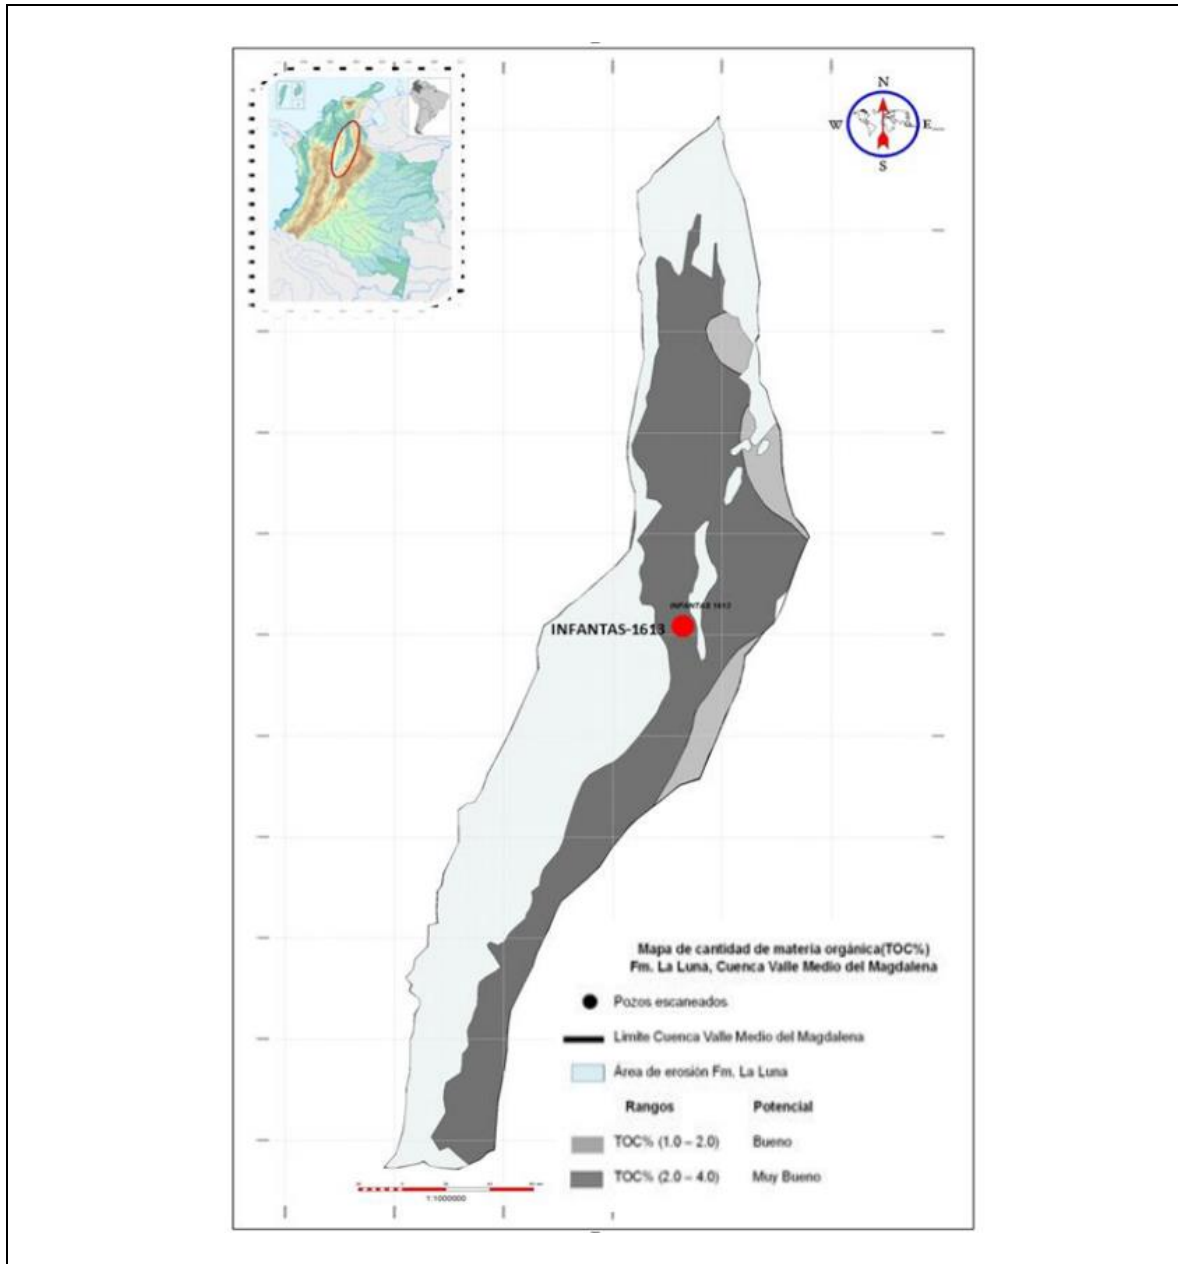 N
W E
S
INFANTAS 1613
INFANTAS-1613
Mapa de cantidad de materia orgánica(TOC%)
Fm. La Luna, Cuenca Valle Medio del Magdalena
Pozos escaneados
Limite Cuenca Valle Medio del Magdalena
Área de erosión Fm. La Luna
Rangos Potencial
TOC% (1.0 – 2.0) Bueno
TOC% (2.0 – 4.0) Muy Bueno
1:1000000